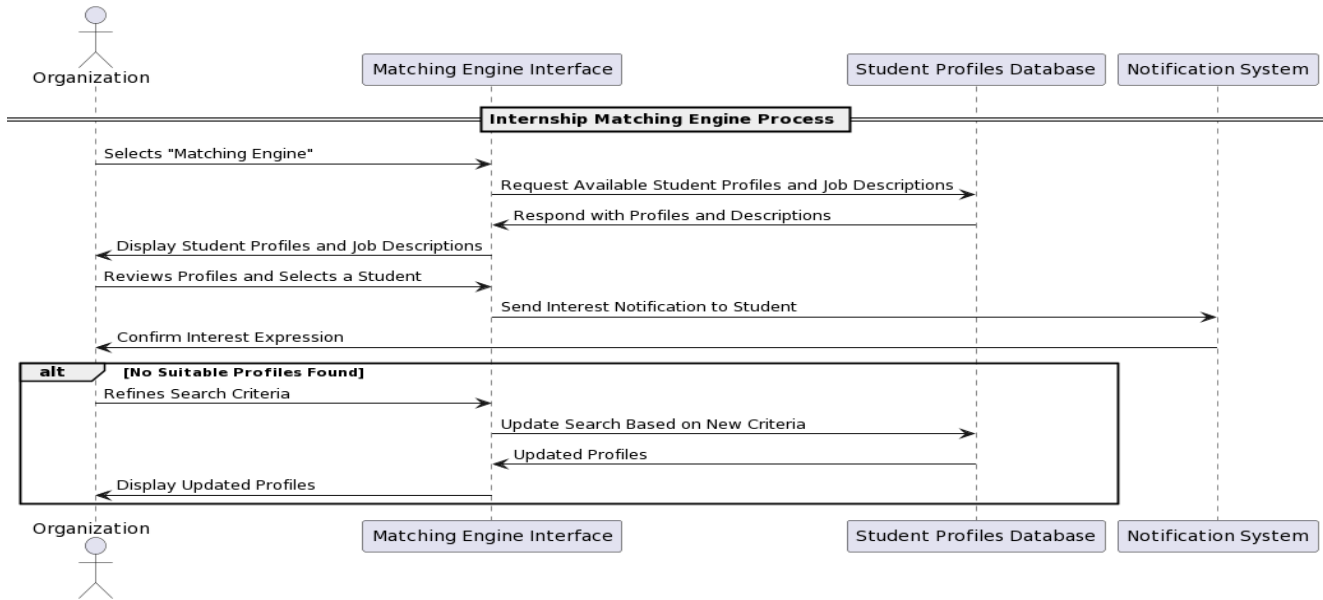 Organization
Matching Engine Interface
Student Profiles Database
Notification System
Internship Matching Engine Process
Selects "Matching Engine"
Request Available Student Profiles and Job Descriptions
Respond with Profiles and Descriptions
Display Student Profiles and Job Descriptions
Reviews Profiles and Selects a Student
Send Interest Notification to Student
Confirm Interest Expression
alt [No Suitable Profiles Found]
Refines Search Criteria
Update Search Based on New Criteria
Updated Profiles
Display Updated Profiles
Organization
Matching Engine Interface
Student Profiles Database
Notification System